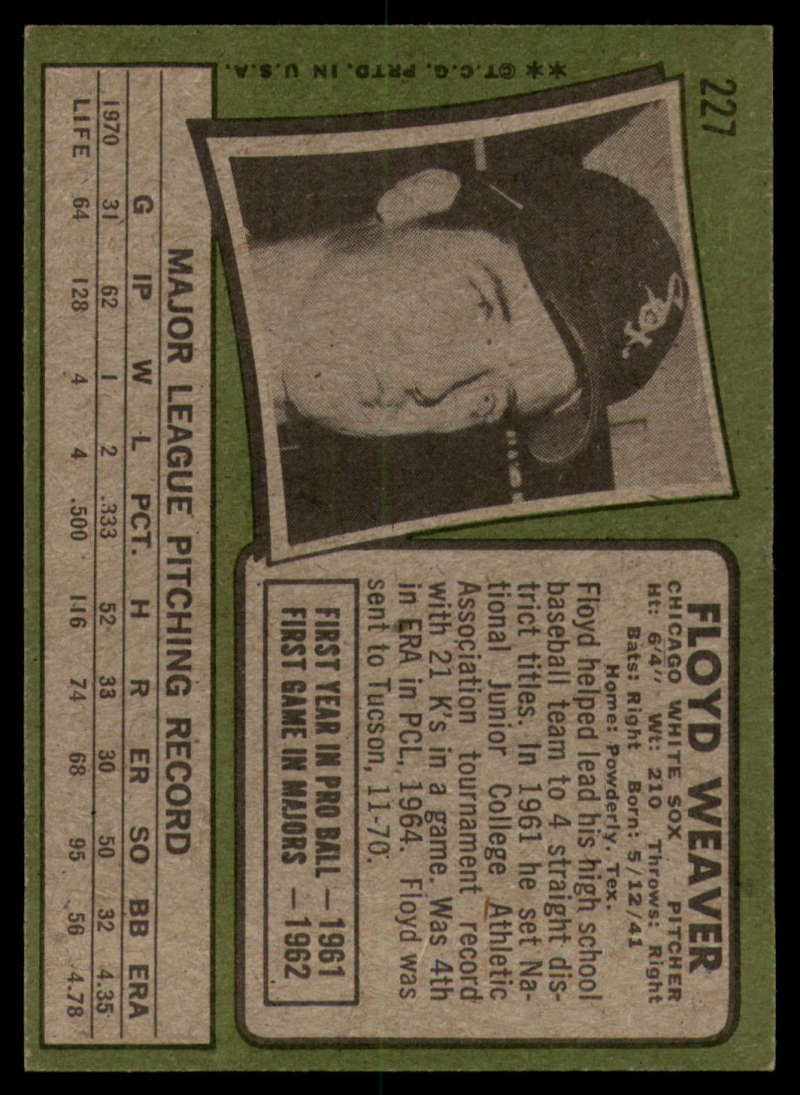 227
FLOYD WEAVER
CHICAGO WHITE SOX PITCHER
Ht: 6'4" Wt: 210 Throws: Right
Bats: Right Born: 5/12/41
Home: Powderly, Tex.
Floyd helped lead his high school
baseball team to 4 straight dis-
trict titles. In 1961 he set Na-
tional Junior College Athletic
Association tournament record
with 21 K's in a game. Was 4th
in ERA in PCL, 1964. Floyd was
sent to Tucson, 11-70.
FIRST YEAR IN PRO BALL — 1961
FIRST GAME IN MAJORS — 1962
SOX
**©T.C.G. PRTD. IN U.S.A.
MAJOR LEAGUE PITCHING RECORD
G IP W L PCT. H R ER SO BB ERA
1970 31 62 1 2 .333 52 33 30 50 32 4.35
LIFE 64 128 4 4 .500 146 74 68 95 56 4.78